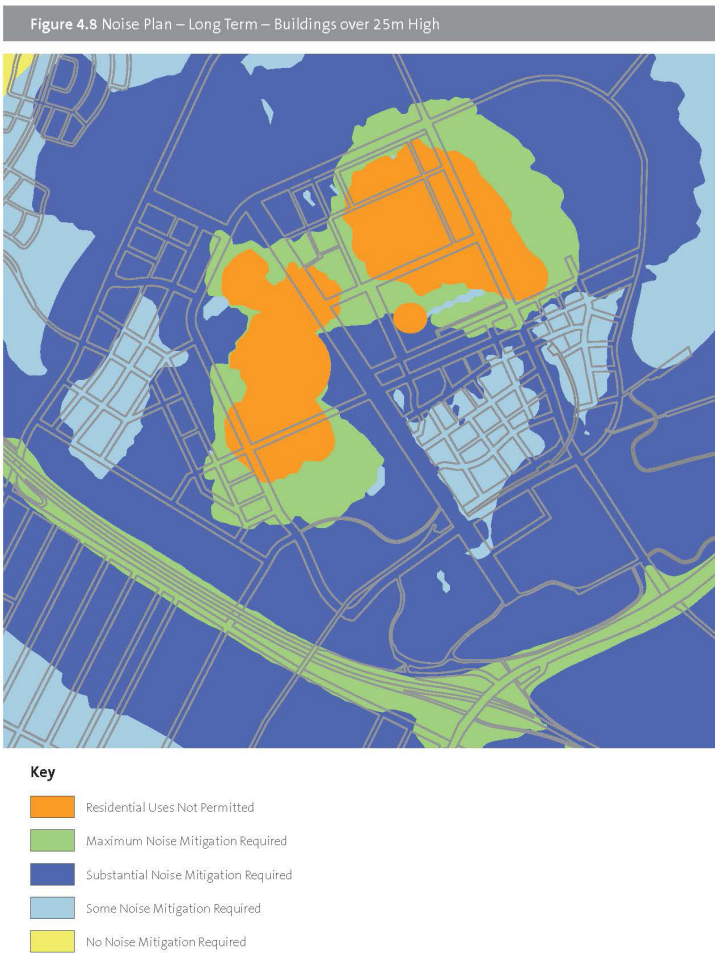 Figure 4.8 Noise Plan – Long Term – Buildings over 25m High
Key
Residential Uses Not Permitted
Maximum Noise Mitigation Required
Substantial Noise Mitigation Required
Some Noise Mitigation Required
No Noise Mitigation Required